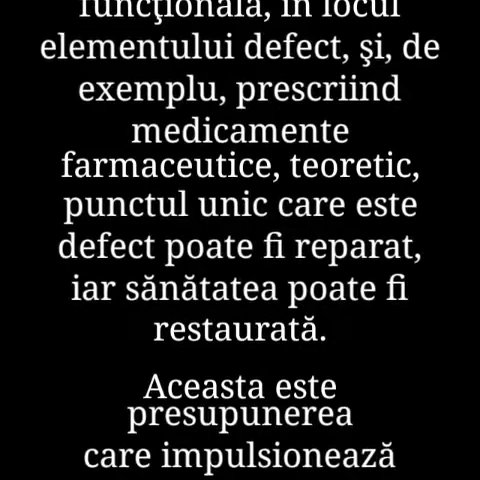 funcţională, în locul
elementului defect, şi, de
exemplu, prescriind
medicamente
farmaceutice, teoretic,
punctul unic care este
defect poate fi reparat,
iar sănătatea poate fi
restaurată.
Aceasta este
presupunerea
care impulsionează